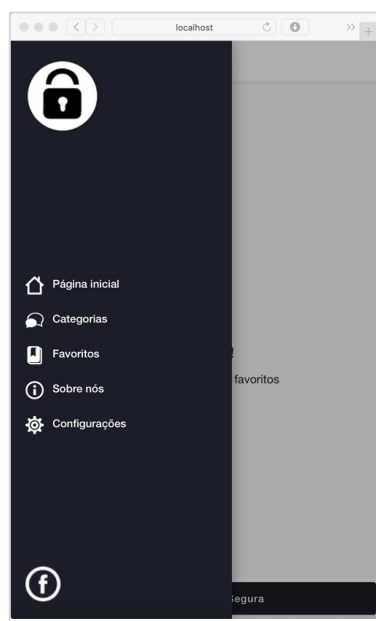 localhost
Página inicial
Categorias
!
Favoritos
favoritos
Sobre nós
Configurações
Segura